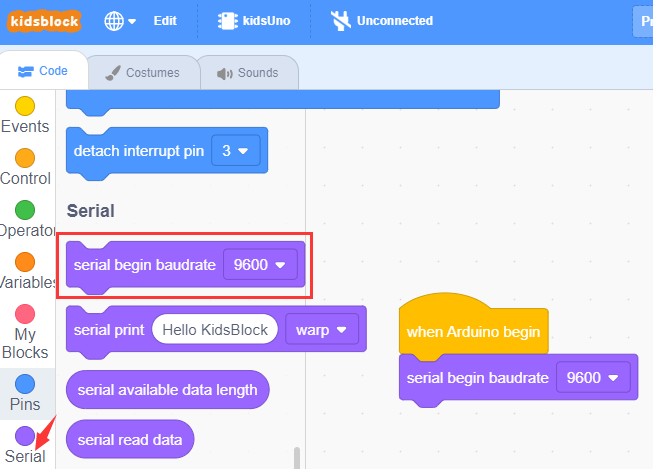 kidsblock Edit kidsUno Unconnected Pr
Code Costumes Sounds
Events
Control
Operator
Variables
My
Blocks
Pins
Serial
detach interrupt pin 3
Serial
serial begin baudrate 9600
serial print Hello KidsBlock warp
serial available data length
serial read data
when Arduino begin
serial begin baudrate 9600